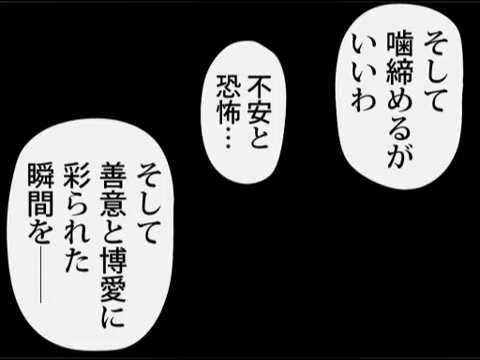 そして
噛締めるが
いいわ
不安と
恐怖…
そして
善意と博愛に
彩られた
瞬間を――